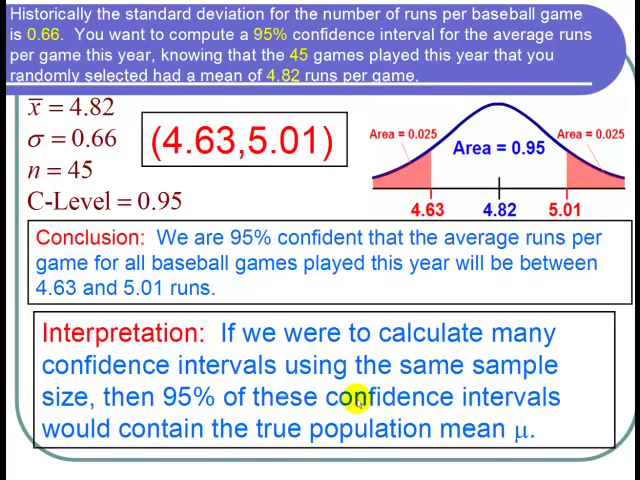 Historically the standard deviation for the number of runs per baseball game
is 0.66. You want to compute a 95% confidence interval for the average runs
per game this year, knowing that the 45 games played this year that you
randomly selected had a mean of 4.82 runs per game.
x̄ = 4.82
σ = 0.66
n = 45
C-Level = 0.95
(4.63,5.01)
Area = 0.025
Area = 0.95
Area = 0.025
4.63 4.82 5.01
Conclusion: We are 95% confident that the average runs per
game for all baseball games played this year will be between
4.63 and 5.01 runs.
Interpretation: If we were to calculate many
confidence intervals using the same sample
size, then 95% of these confidence intervals
would contain the true population mean μ.